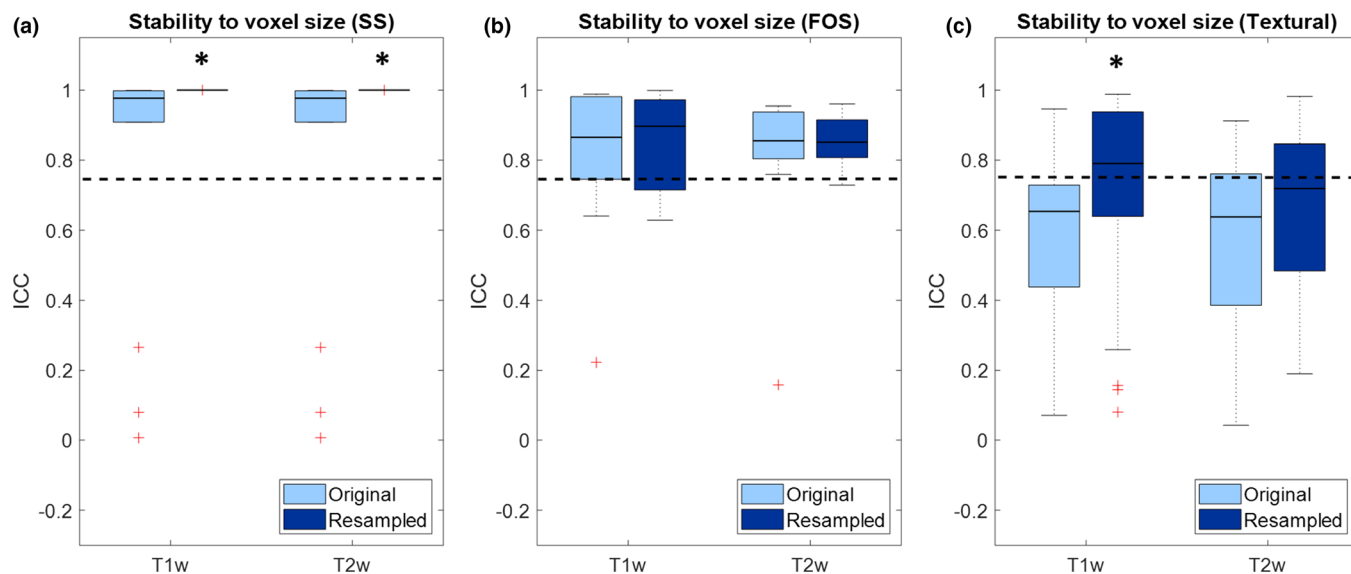 (a) Stability to voxel size (SS)
ICC
1
0.8
0.6
0.4
0.2
0
-0.2
* *
T1w T2w
Original
Resampled
(b) Stability to voxel size (FOS)
ICC
1
0.8
0.6
0.4
0.2
0
-0.2
T1w T2w
Original
Resampled
(c) Stability to voxel size (Textural)
ICC
1
0.8
0.6
0.4
0.2
0
-0.2
*
T1w T2w
Original
Resampled